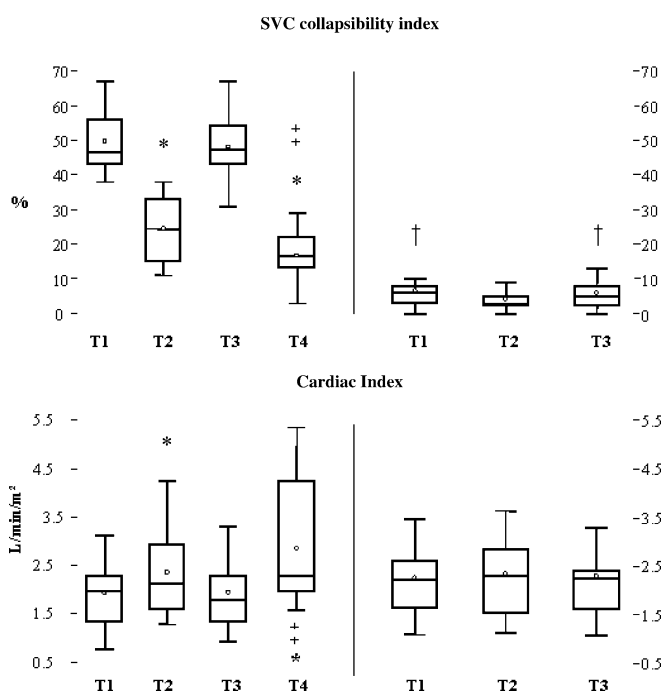 SVC collapsibility index
70 70
60 60
50 ‡ 50
* ‡
40 * 40
%
30 30
† †
20 20
10 10
0 0
T1 T2 T3 T4 T1 T2 T3
Cardiac Index
5.5 5.5
*
4.5 4.5
L/min/m²
3.5 3.5
2.5 2.5
1.5 1.5
‡
‡
0.5 * 0.5
T1 T2 T3 T4 T1 T2 T3